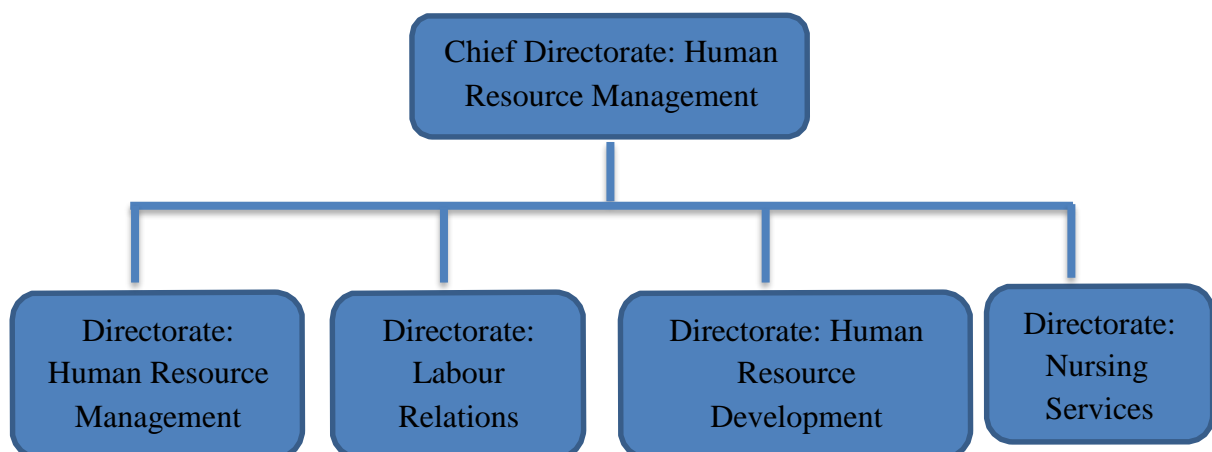 Chief Directorate: Human
Resource Management
Directorate:
Human Resource
Management
Directorate:
Labour
Relations
Directorate: Human
Resource
Development
Directorate:
Nursing
Services